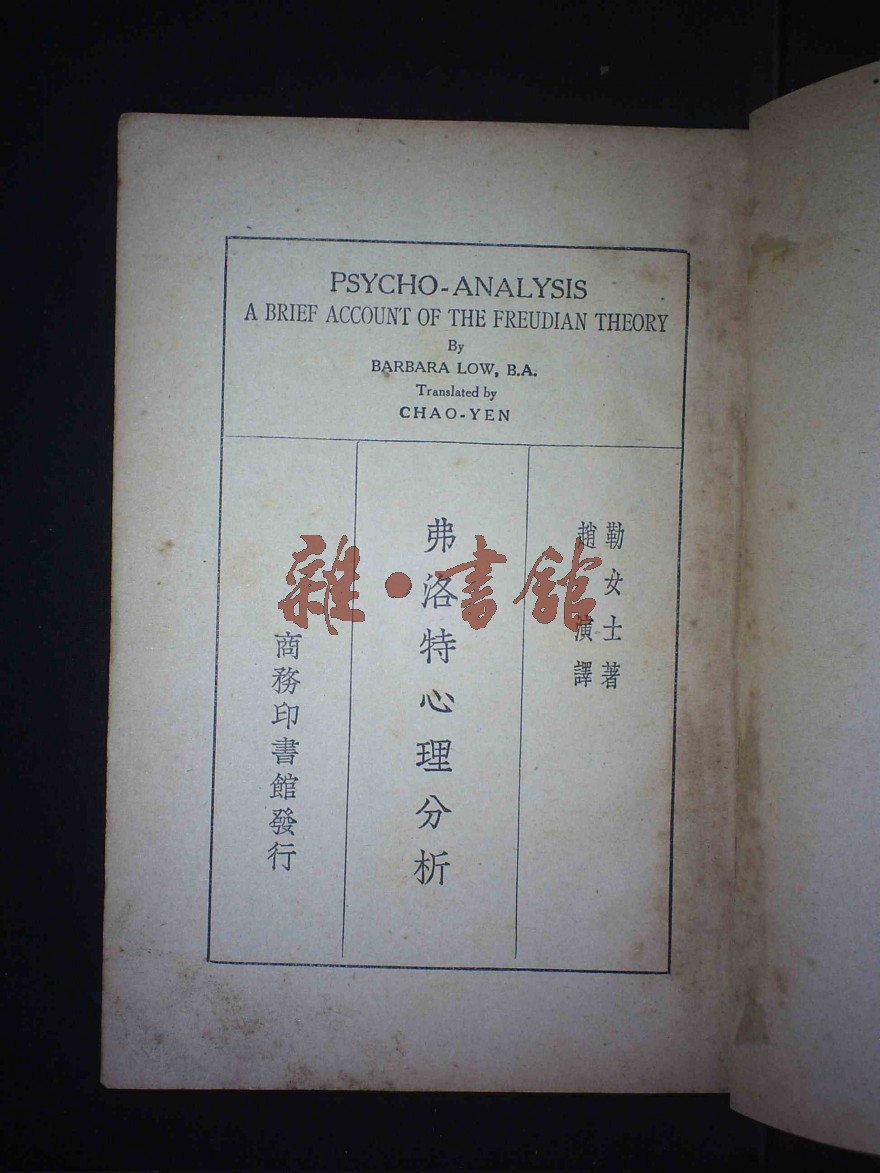 PSYCHO-ANALYSIS
A BRIEF ACCOUNT OF THE FREUDIAN THEORY
By
BARBARA LOW, B.A.
Translated by
CHAO-YEN
勒女士著
趙演譯
弗洛特心理分析
商務印書館發行
雜·書館